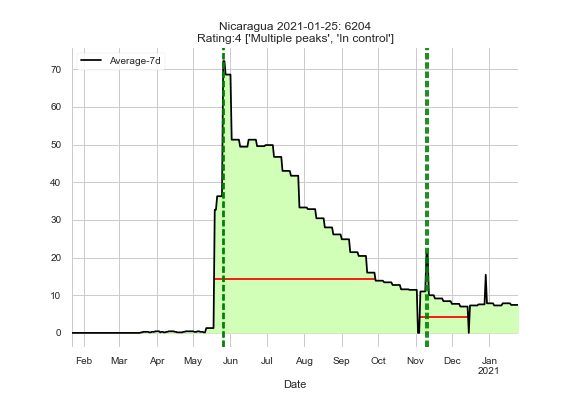 Nicaragua 2021-01-25: 6204
Rating:4 ['Multiple peaks', 'In control']
Average-7d
70
60
50
40
30
20
10
0
Feb Mar Apr May Jun Jul Aug Sep Oct Nov Dec Jan
2021
Date